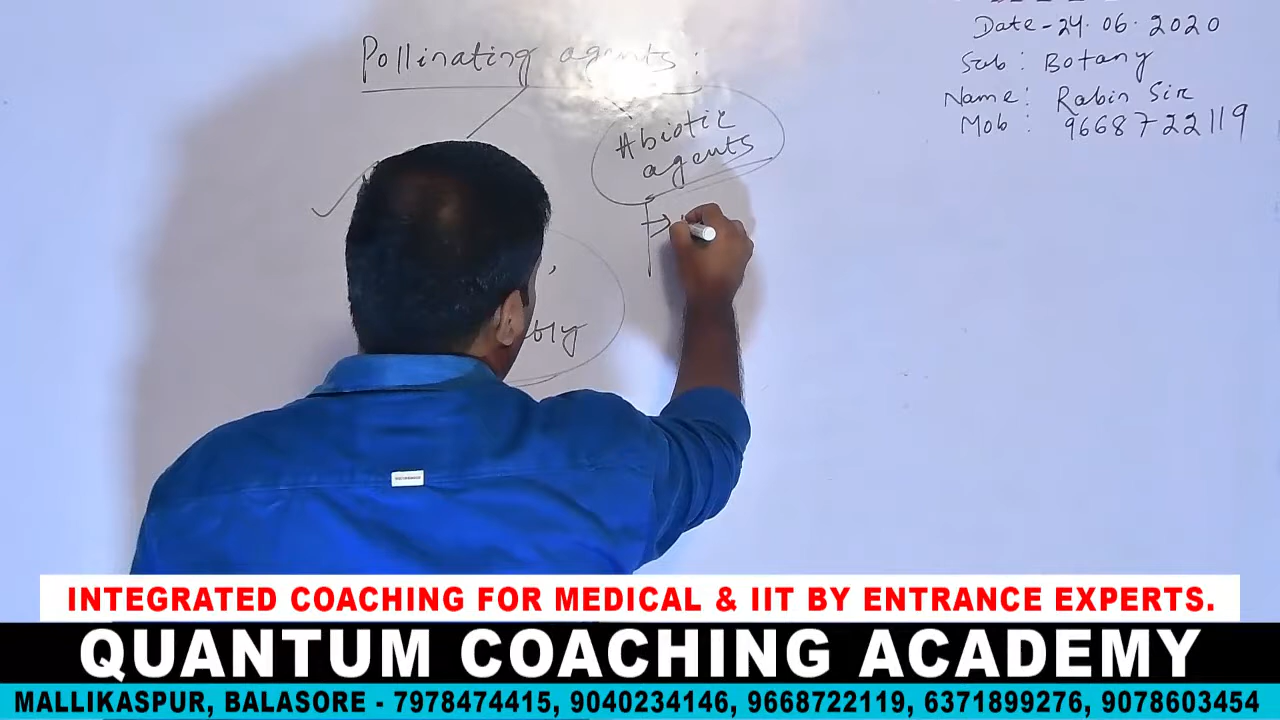 Date-24.06.2020
Sub: Botany
Name: Rabin Sir
Mob: 9668722119
Pollinating agents:
Abiotic
agents
INTEGRATED COACHING FOR MEDICAL & IIT BY ENTRANCE EXPERTS.
QUANTUM COACHING ACADEMY
MALLIKASPUR, BALASORE - 7978474415, 9040234146, 9668722119, 6371899276, 9078603454